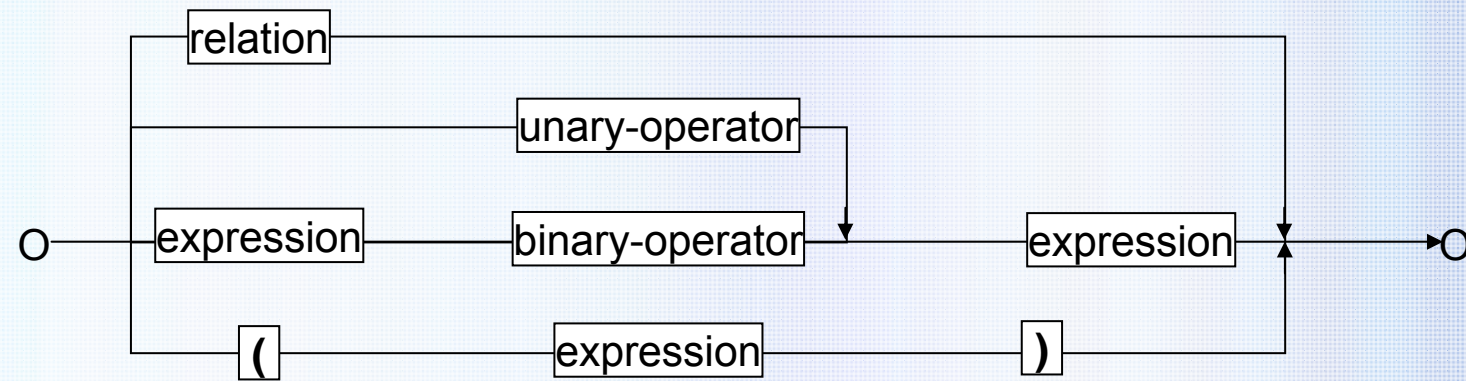 relation
unary-operator
O expression binary-operator expression O
( expression )